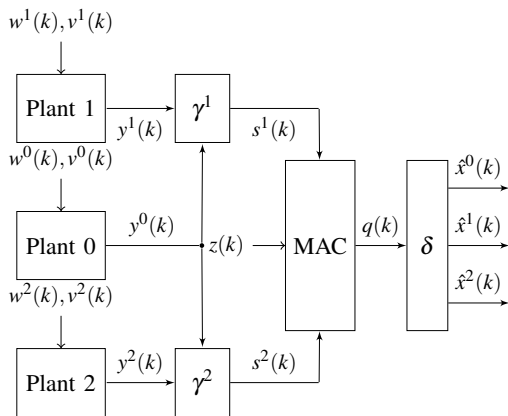 w¹(k), v¹(k)
Plant 1
y¹(k)
γ¹
s¹(k)
w⁰(k), v⁰(k)
Plant 0
y⁰(k)
z(k)
MAC
q(k)
δ
x̂⁰(k)
x̂¹(k)
x̂²(k)
w²(k), v²(k)
Plant 2
y²(k)
γ²
s²(k)